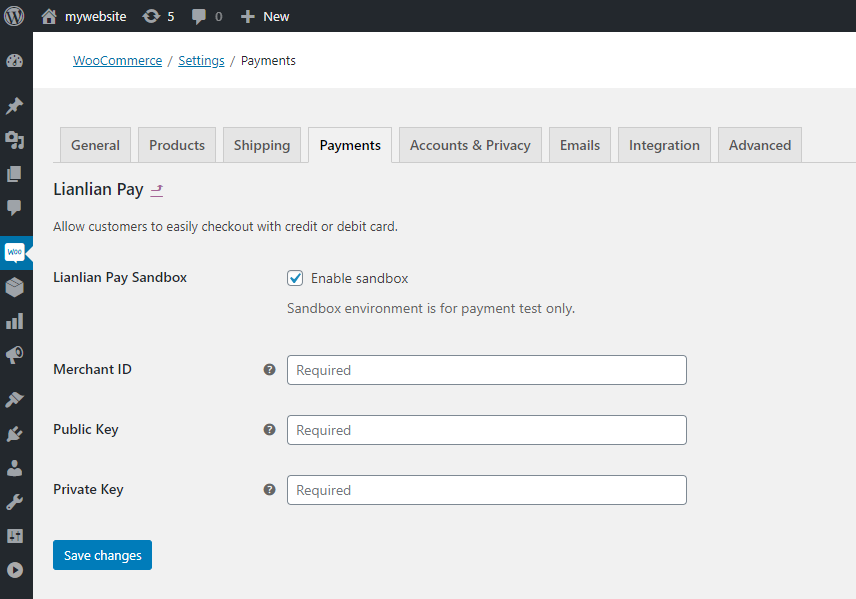 mywebsite 5 0 New
WooCommerce / Settings / Payments
General Products Shipping Payments Accounts & Privacy Emails Integration Advanced
Lianlian Pay
Allow customers to easily checkout with credit or debit card.
Lianlian Pay Sandbox Enable sandbox
Sandbox environment is for payment test only.
Merchant ID ? Required
Public Key ? Required
Private Key ? Required
Save changes
Woo